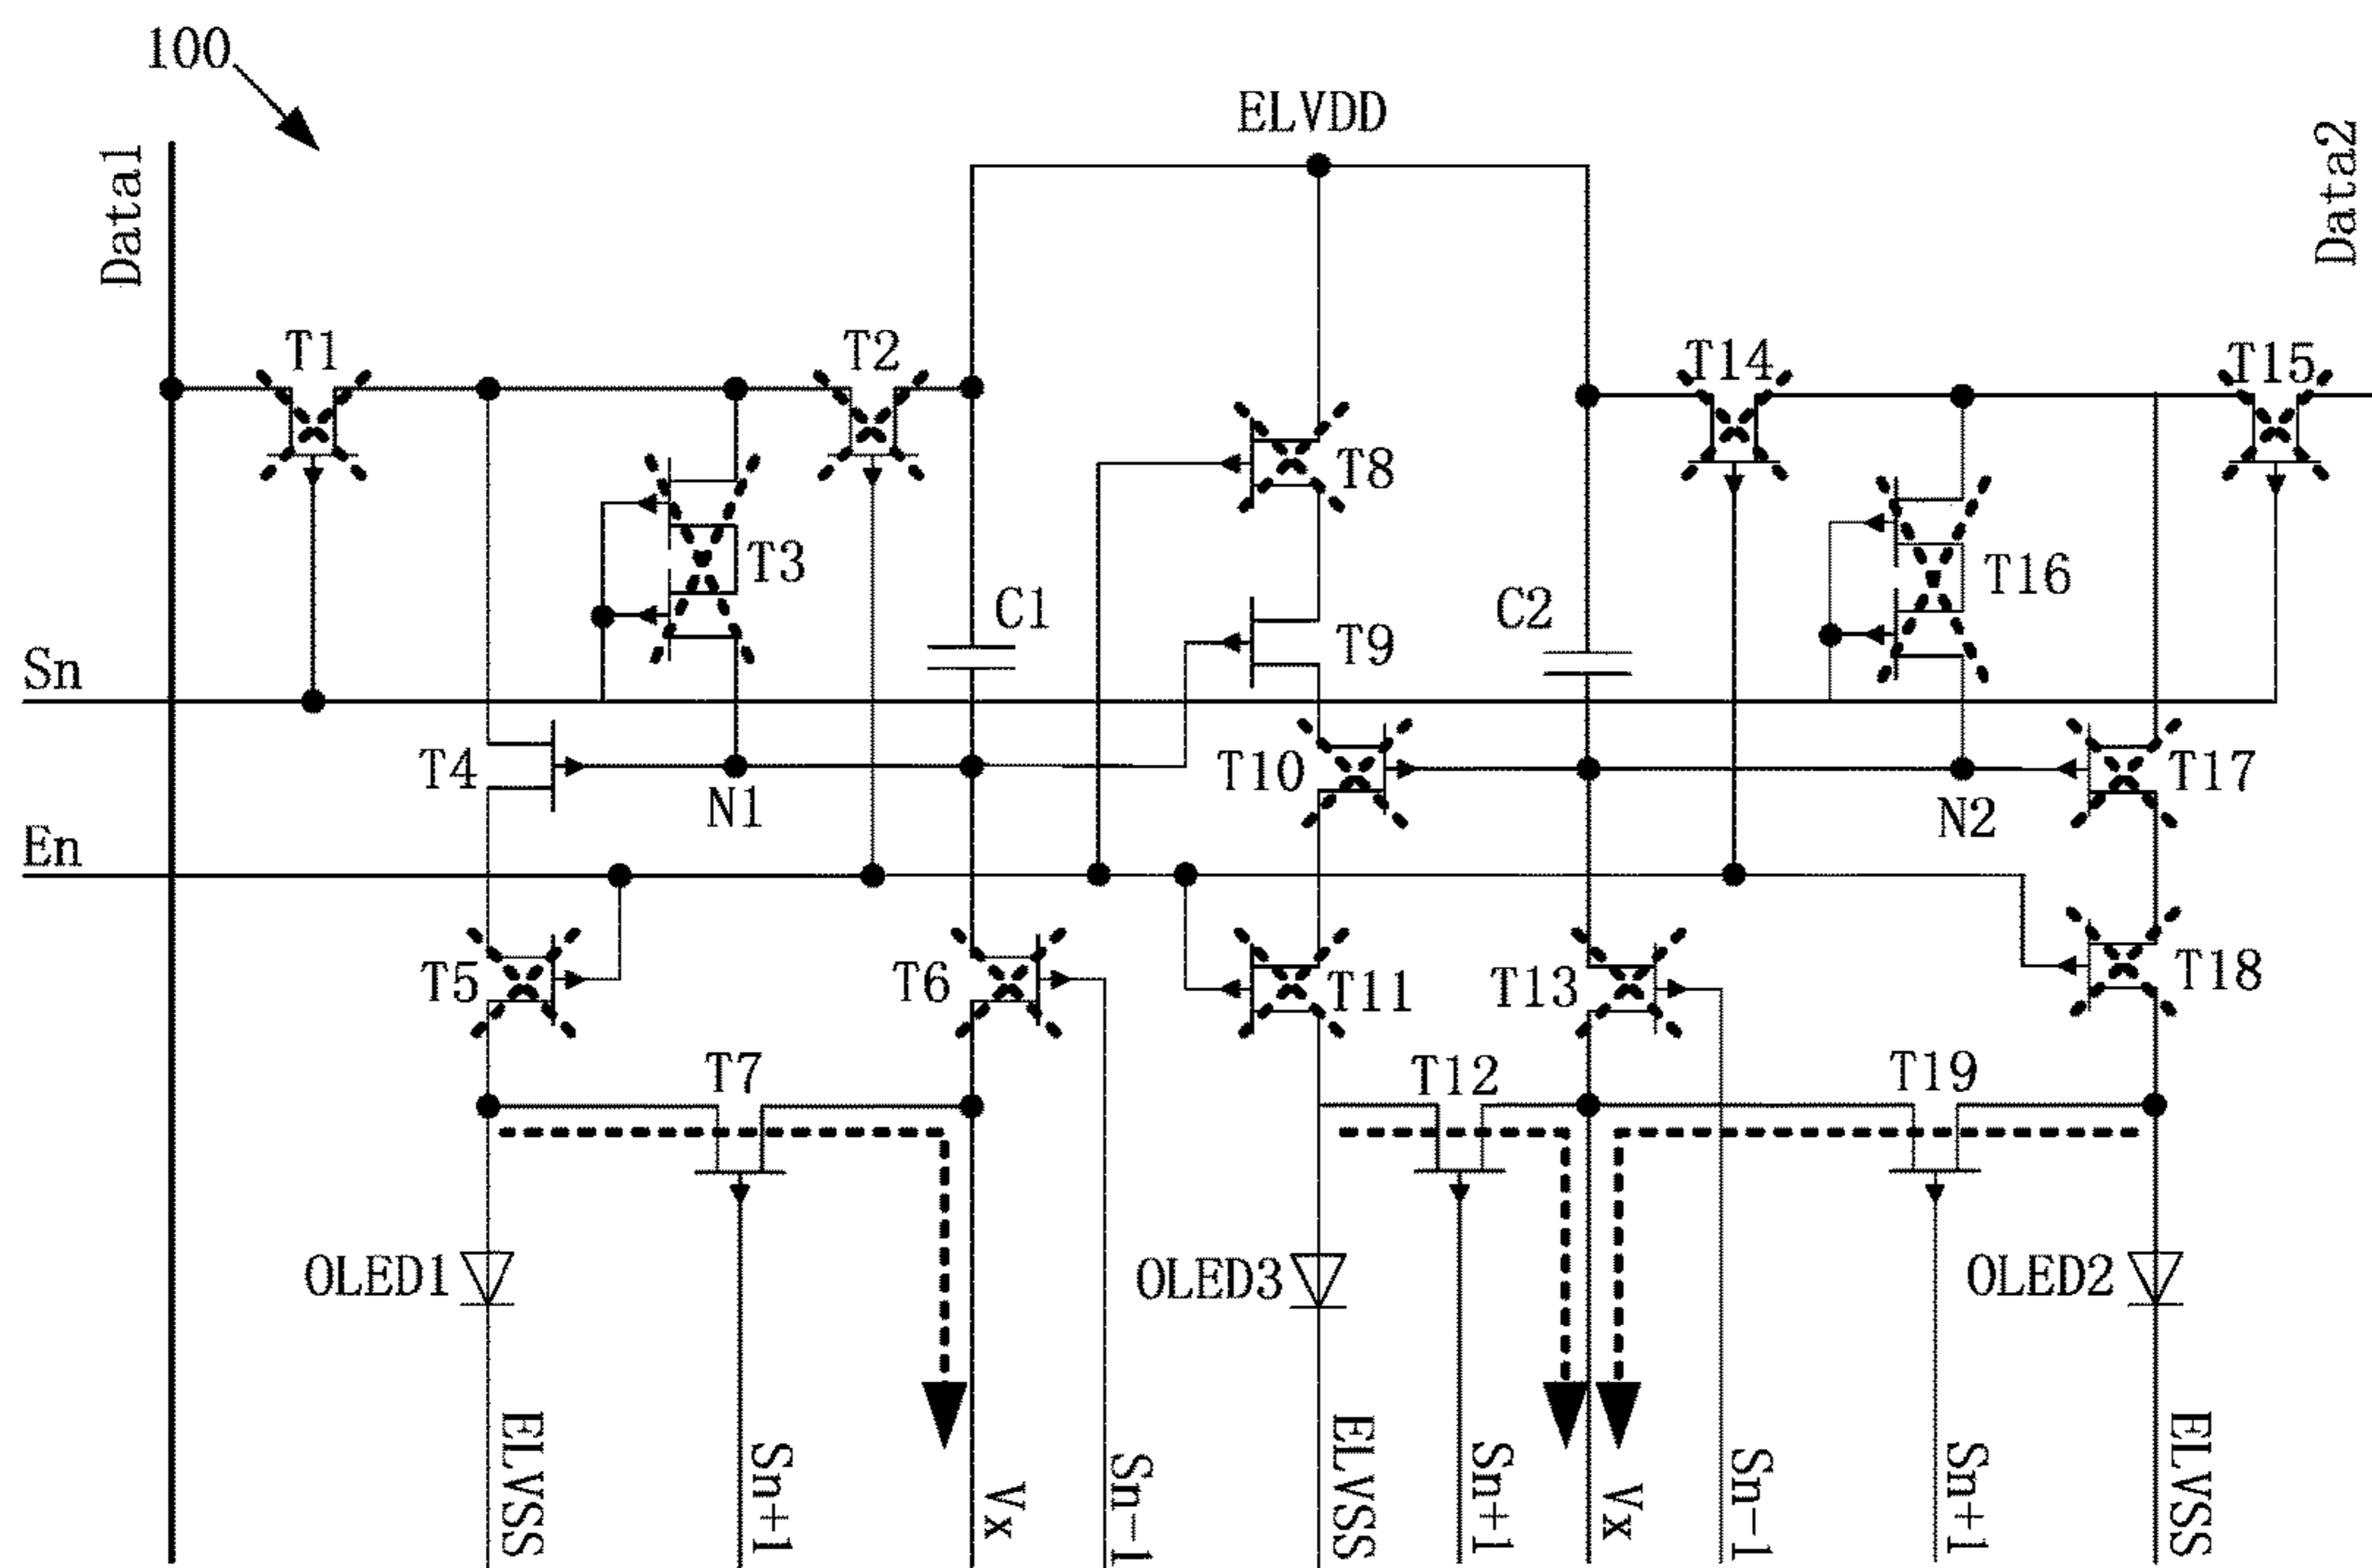 100
ELVDD
Data1
Data2
T1
T2
T14
T15
T8
T3
T16
C1
C2
T9
Sn
T4
N1
T10
N2
T17
En
T5
T6
T11
T13
T18
T7
T12
T19
OLED1
OLED3
OLED2
ELVSS
Sn+1
Vx
Sn-1
ELVSS
Sn+1
Vx
Sn-1
Sn+1
ELVSS